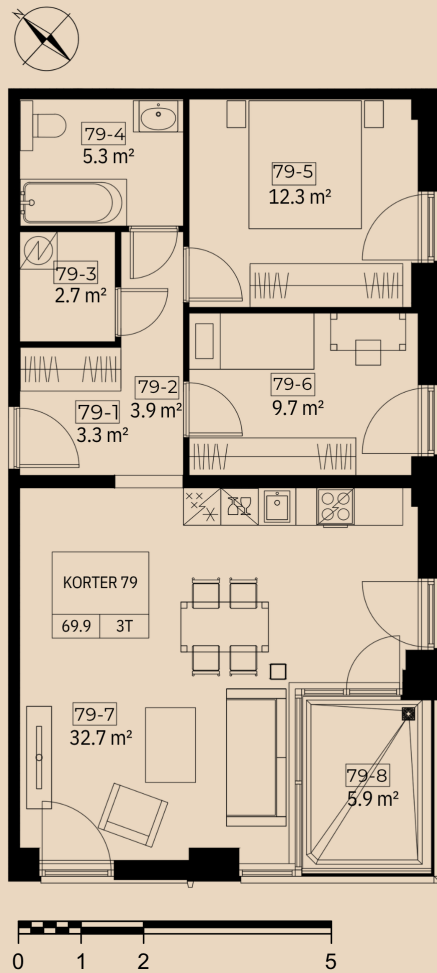 N
79-4
5.3 m²
79-5
12.3 m²
79-3
2.7 m²
79-2
3.9 m²
79-1
3.3 m²
79-6
9.7 m²
KORTER 79
69.9 3T
79-7
32.7 m²
79-8
5.9 m²
0 1 2 5